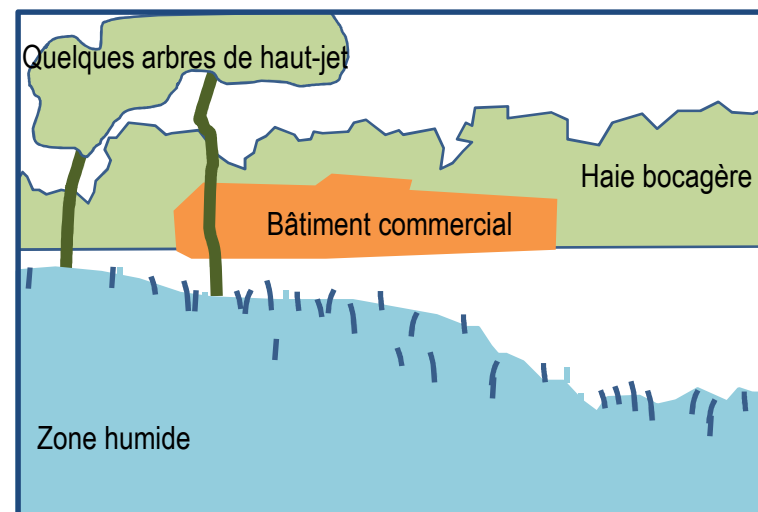 Quelques arbres de haut-jet
Haie bocagère
Bâtiment commercial
Zone humide